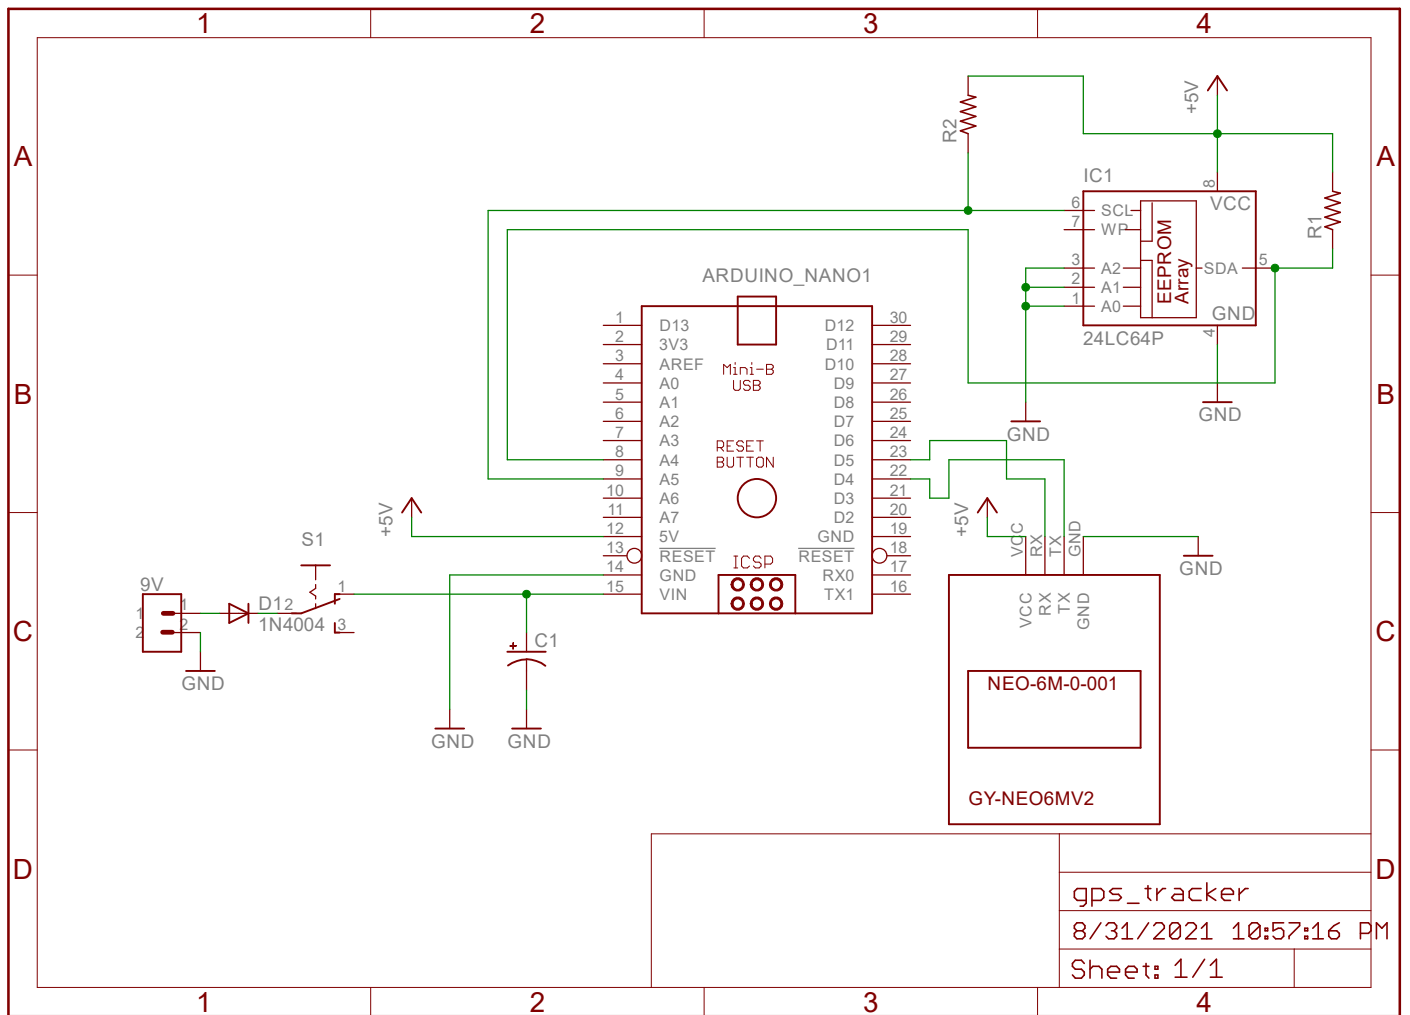 1 2 3 4
A A
B B
C C
D D
1 2 3 4
+5V
R2
IC1
8
VCC
6 SCL
7 WP
3 A2
2 A1
1 A0
EEPROM
Array
SDA 5
GND
4
24LC64P
R1
GND
GND
ARDUINO_NANO1
1 D13 D12 30
2 3V3 D11 29
3 AREF D10 28
4 A0 D9 27
5 A1 D8 26
6 A2 D7 25
7 A3 D6 24
8 A4 D5 23
9 A5 D4 22
10 A6 D3 21
11 A7 D2 20
12 5V GND 19
13 RESET RESET 18
14 GND RX0 17
15 VIN TX1 16
Mini-B
USB
RESET
BUTTON
ICSP
+5V
S1
9V
1 1
2 2
D1 2
1N4004
1
3
GND
C1
+
GND
GND
+5V
VCC RX TX GND
GND
VCC RX TX GND
NEO-6M-0-001
GY-NEO6MV2
gps_tracker
8/31/2021 10:57:16 PM
Sheet: 1/1